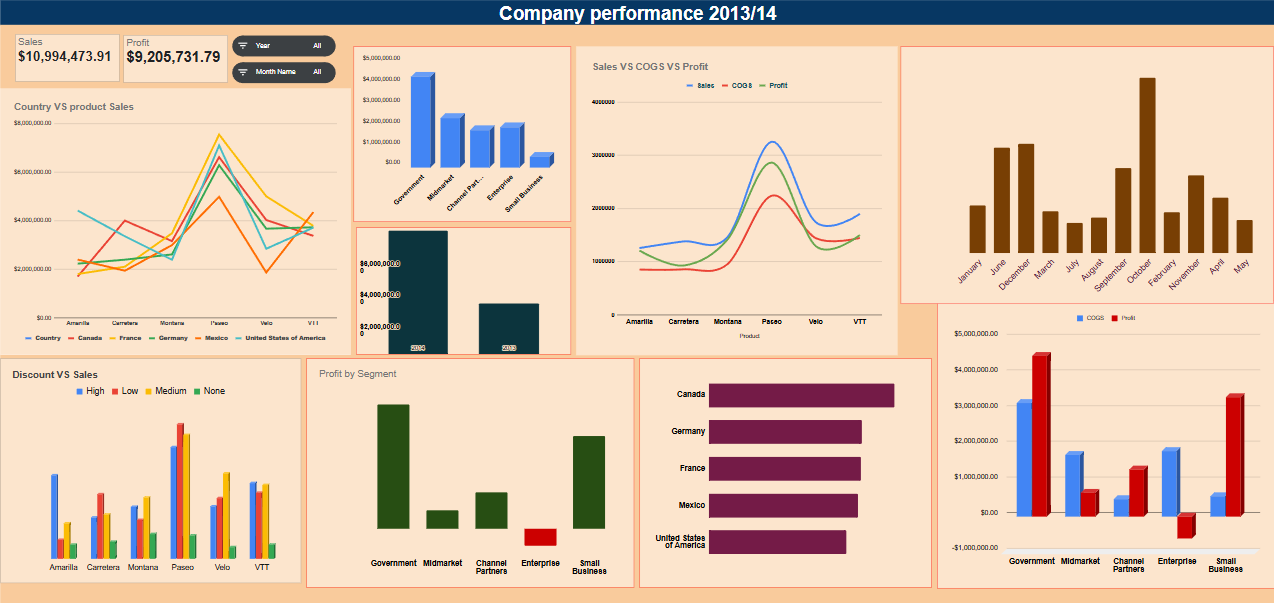 Company performance 2013/14
Sales
$10,994,473.91
Profit
$9,205,731.79
Year All
Month Name All
Country VS product Sales
$8,000,000.00
$6,000,000.00
$4,000,000.00
$2,000,000.00
$0.00
Amarilla Carretera Montana Paseo Velo VTT
Country Canada France Germany Mexico United States of America
$5,000,000.00
$4,000,000.00
$3,000,000.00
$2,000,000.00
$1,000,000.00
$0.00
Government Midmarket Channel Part... Enterprise Small Business
$6,000,000.0
0
$4,000,000.0
0
$2,000,000.0
0
2014 2013
Sales VS COGS VS Profit
Sales COGS Profit
4000000
3000000
2000000
1000000
0
Amarilla Carretera Montana Paseo Velo VTT
Product
January June December March July August September October February November April May
Discount VS Sales
High Low Medium None
Amarilla Carretera Montana Paseo Velo VTT
Profit by Segment
Government Midmarket Channel Partners Enterprise Small Business
Canada
Germany
France
Mexico
United States
of America
COGS Profit
$5,000,000.00
$4,000,000.00
$3,000,000.00
$2,000,000.00
$1,000,000.00
$0.00
-$1,000,000.00
Government Midmarket Channel Partners Enterprise Small Business